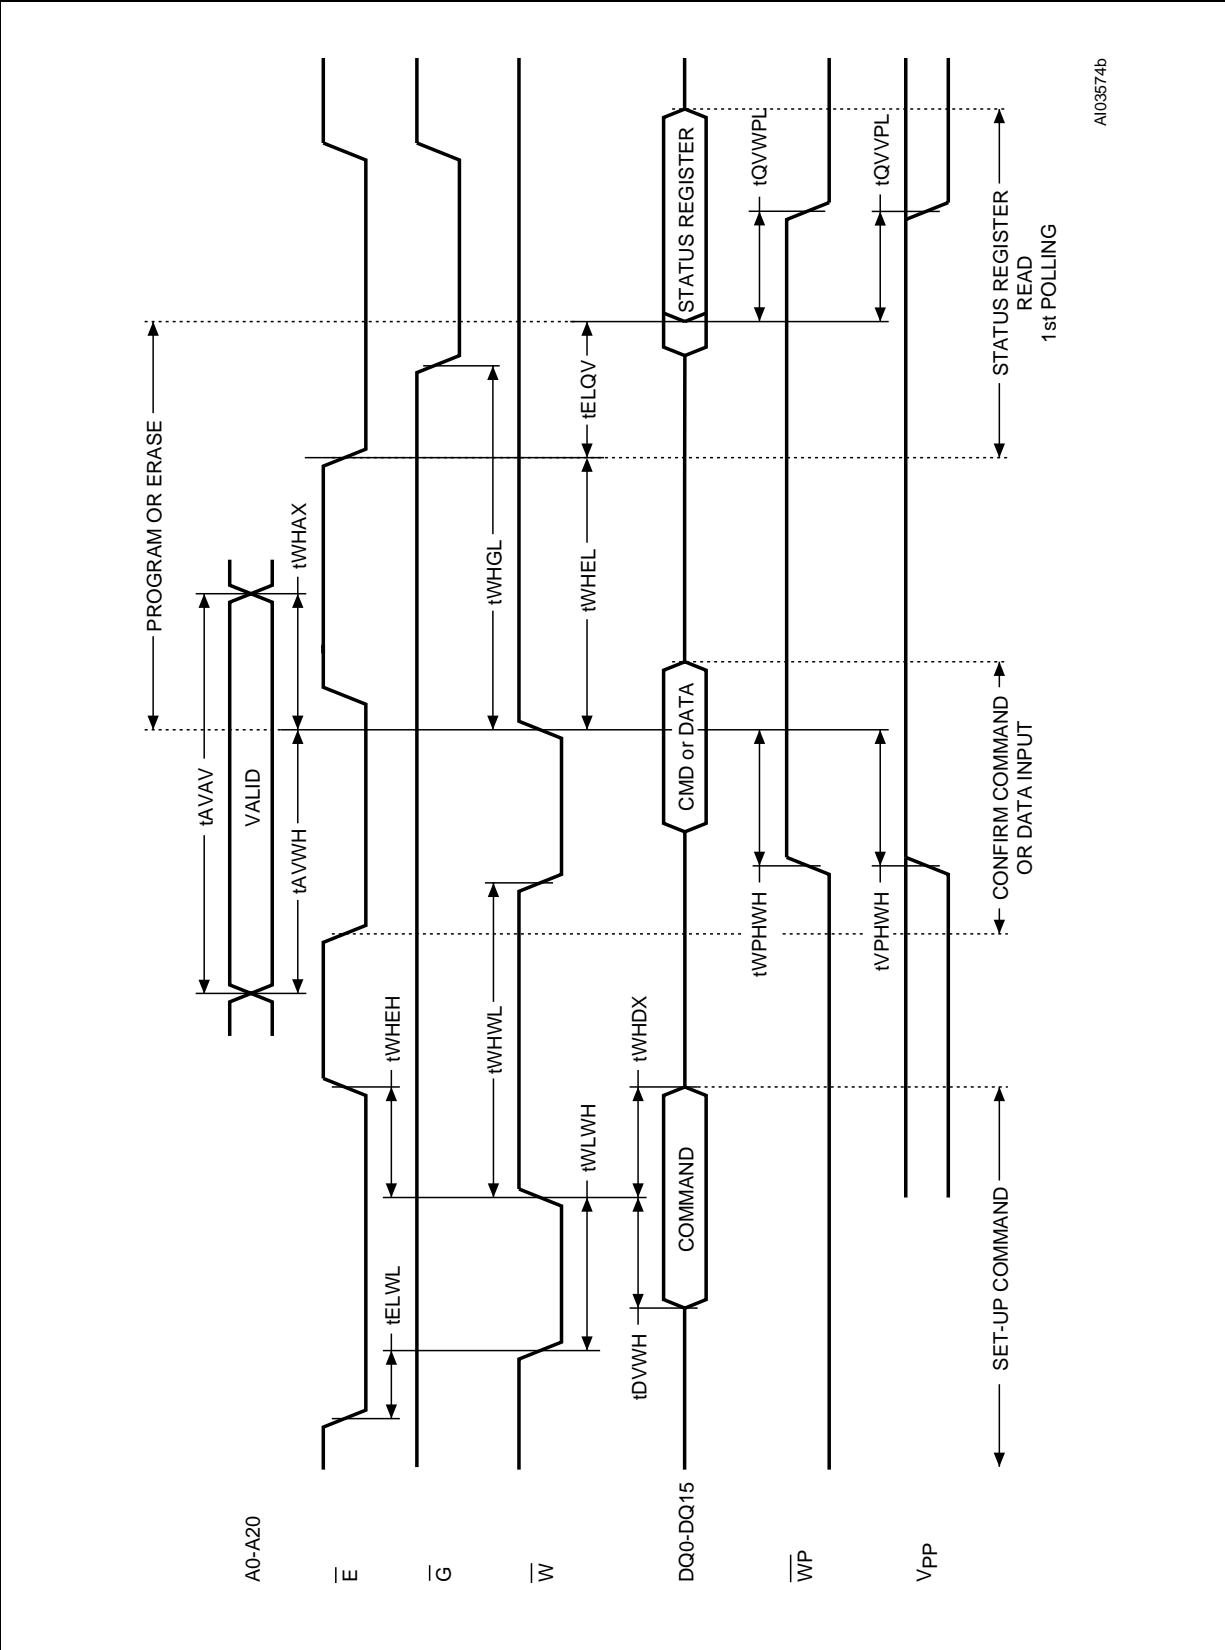 PROGRAM OR ERASE
tAVAV
A0-A20
VALID
tAVWH
tWHAX
E
tELWL
tWHEH
G
tWHWL
tWHGL
W
tWLWH
tWHEL
tELQV
tDVWH
tWHDX
DQ0-DQ15
COMMAND
CMD or DATA
STATUS REGISTER
tWPHWH
tQVWPL
WP
tVPHWH
tQVVPL
VPP
SET-UP COMMAND
CONFIRM COMMAND
OR DATA INPUT
STATUS REGISTER
READ
1st POLLING
AI03574b